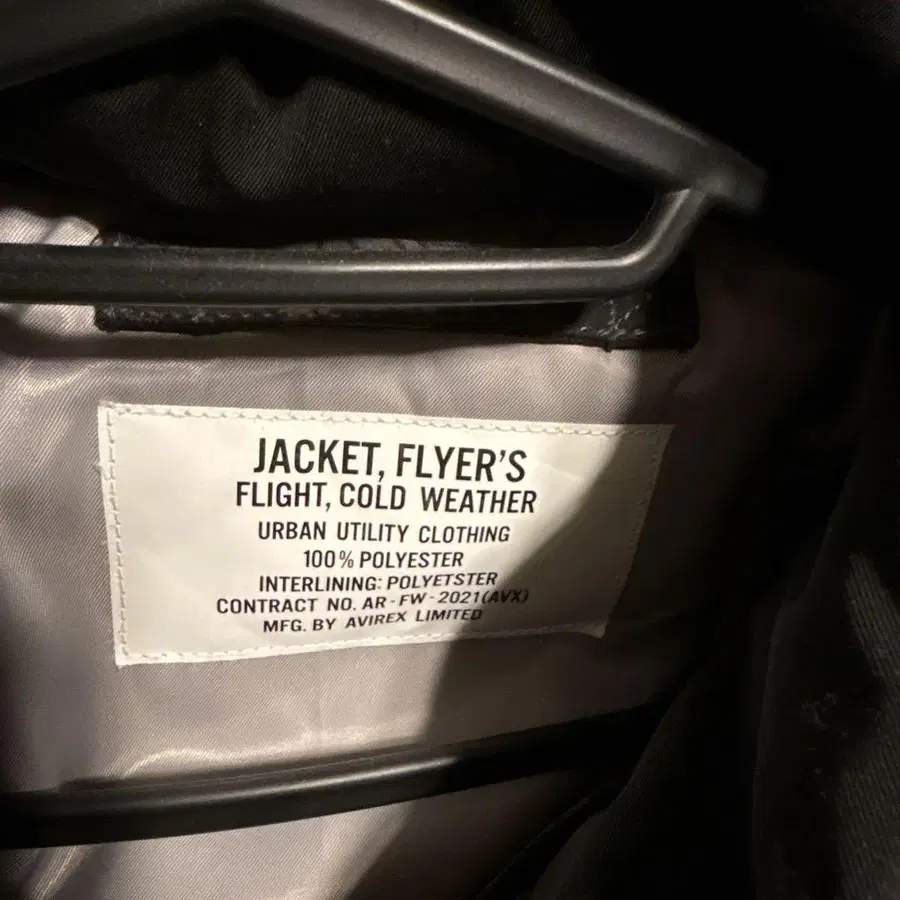 JACKET, FLYER'S
FLIGHT, COLD WEATHER
URBAN UTILITY CLOTHING
100% POLYESTER
INTERLINING: POLYETSTER
CONTRACT NO. AR-FW-2021(AVX)
MFG. BY AVIREX LIMITED